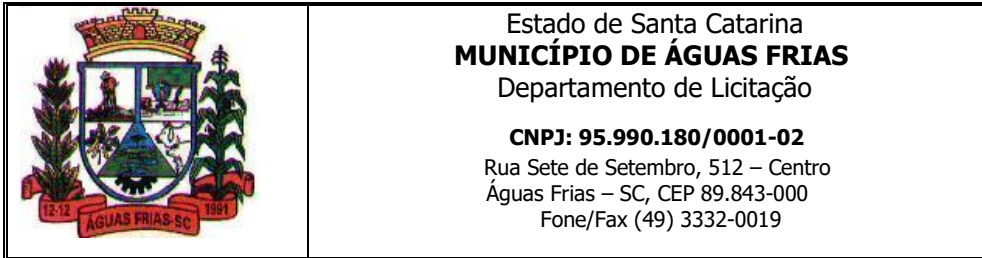 12-12
ÁGUAS FRIAS-SC
1991
Estado de Santa Catarina
MUNICÍPIO DE ÁGUAS FRIAS
Departamento de Licitação
CNPJ: 95.990.180/0001-02
Rua Sete de Setembro, 512 – Centro
Águas Frias – SC, CEP 89.843-000
Fone/Fax (49) 3332-0019